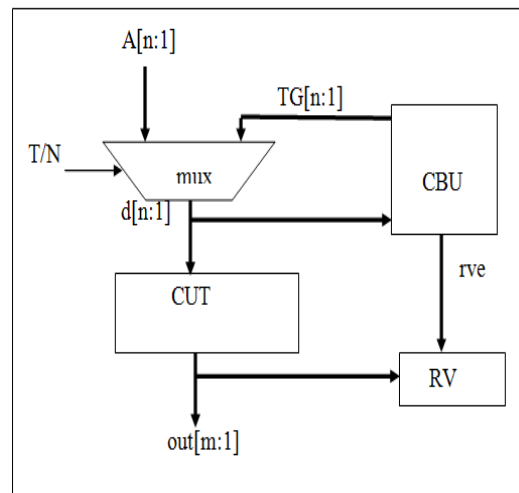 A[n:1]
TG[n:1]
T/N
mux
CBU
d[n:1]
rve
CUT
RV
out[m:1]